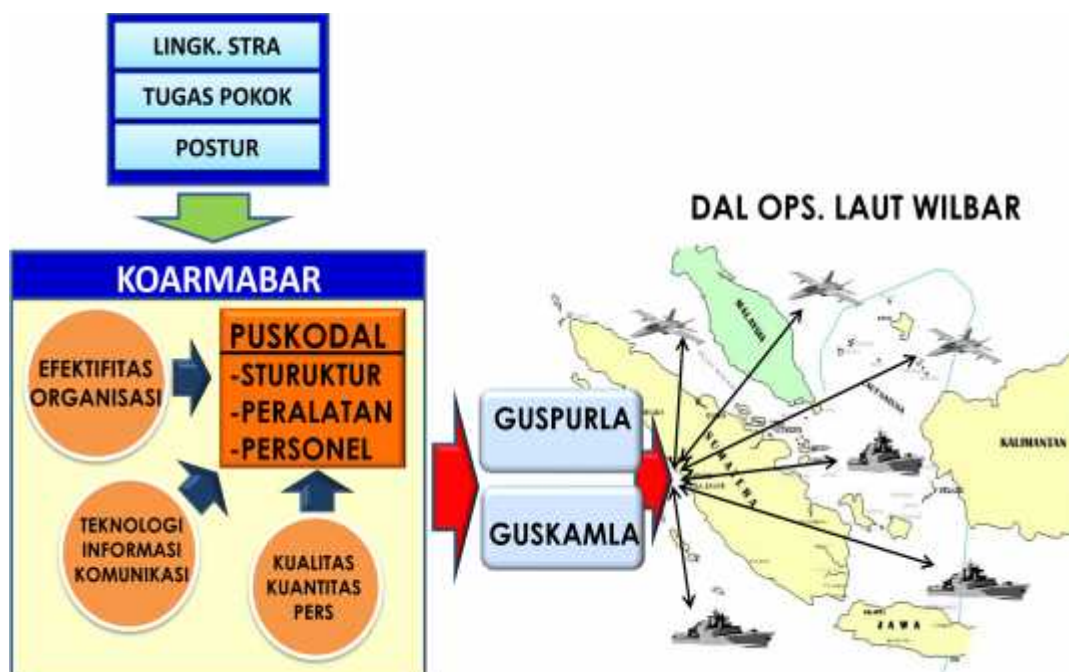 LINGK. STRA
TUGAS POKOK
POSTUR
DAL OPS. LAUT WILBAR
KOARMABAR
EFEKTIFITAS
ORGANISASI
PUSKODAL
-STURUKTUR
-PERALATAN
-PERSONEL
TEKNOLOGI
INFORMASI
KOMUNIKASI
KUALITAS
KUANTITAS
PERS
GUSPURLA
GUSKAMLA
MALAYSIA
SUMATERA
KALIMANTAN
JAWA